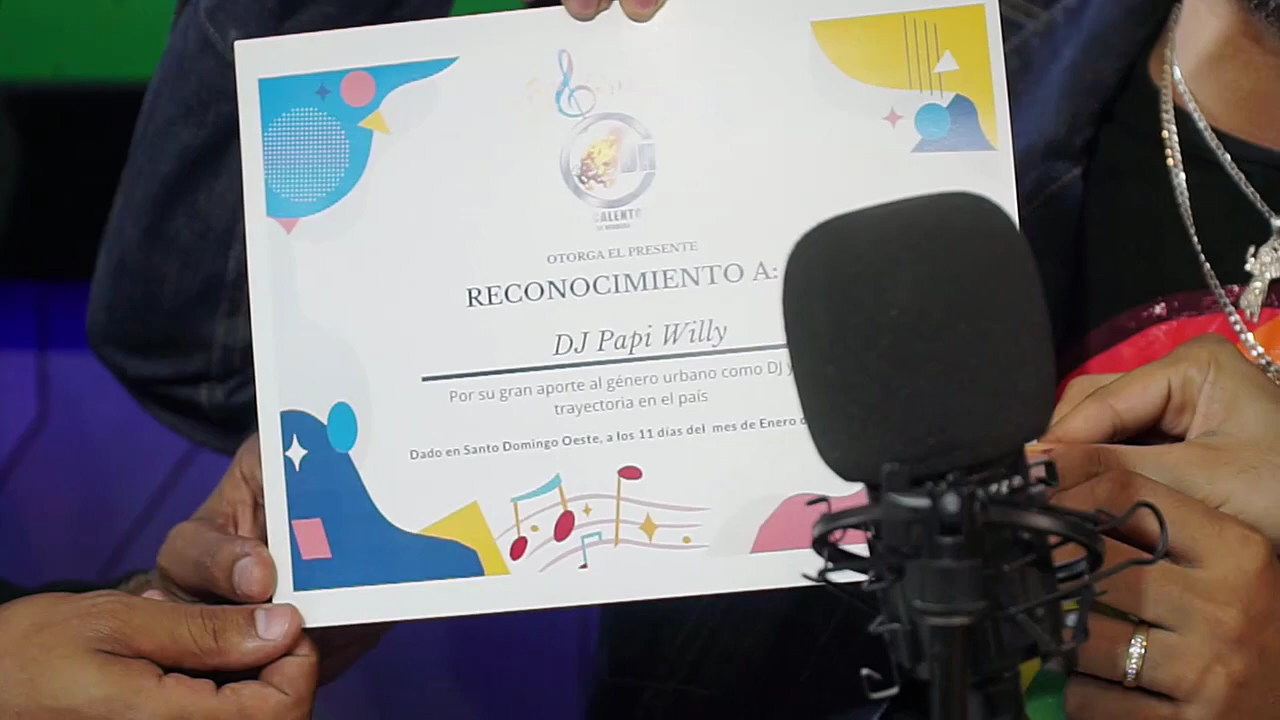 CALIENTE
OTORGA EL PRESENTE
RECONOCIMIENTO A:
DJ Papi Willy
Por su gran aporte al género urbano como DJ y
trayectoria en el país
Dado en Santo Domingo Oeste, a los 11 días del mes de Enero